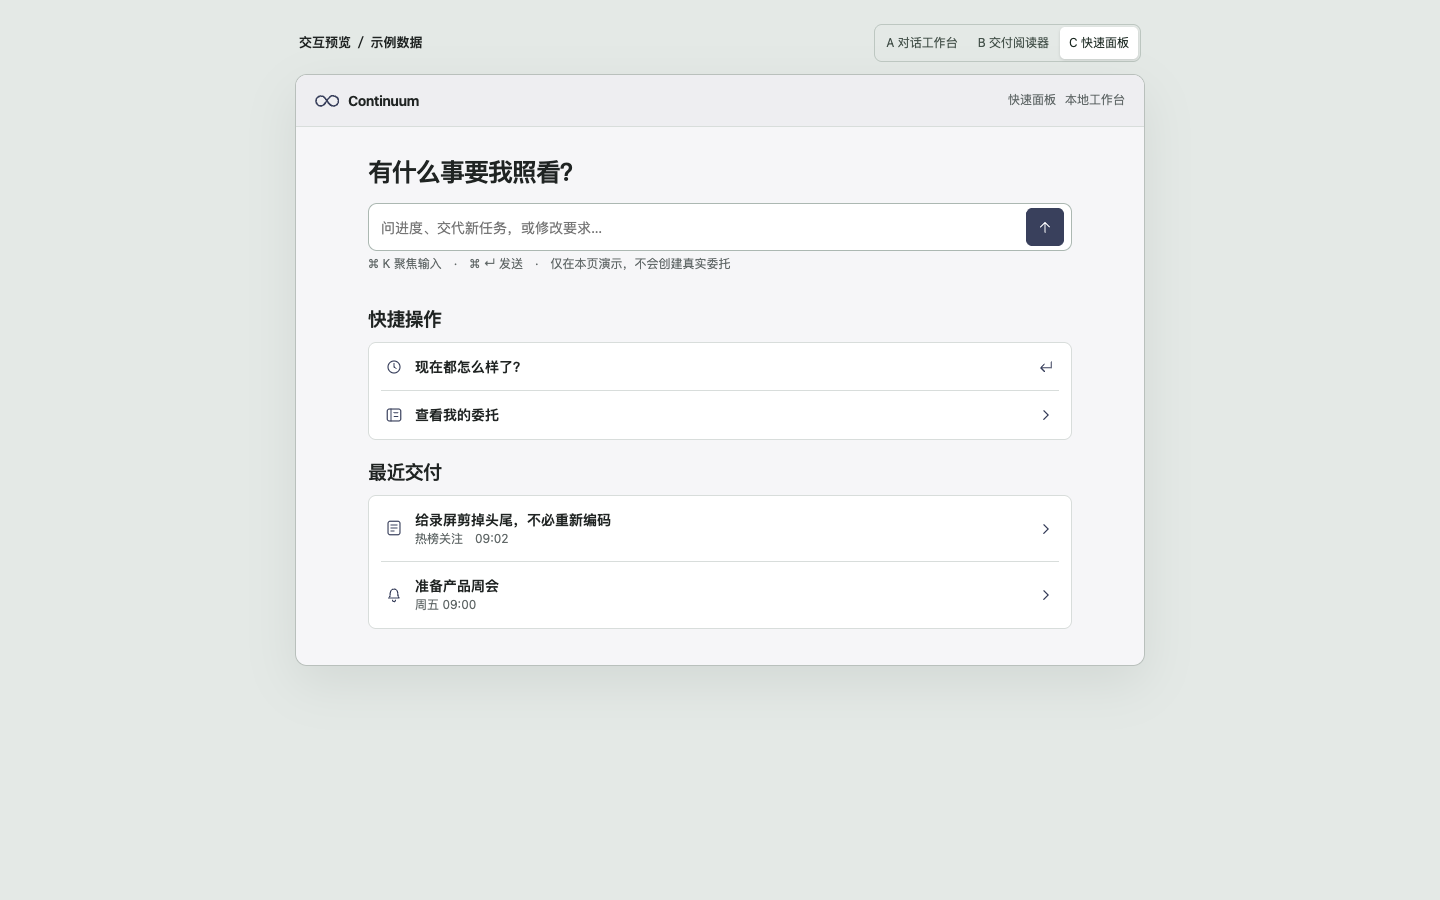 交互预览 / 示例数据
A 对话工作台 B 交付阅读器 C 快速面板
Continuum
快速面板 本地工作台
有什么事要我照看?
问进度、交代新任务，或修改要求...
⌘ K 聚焦输入 · ⌘ ↵ 发送 · 仅在本页演示，不会创建真实委托
快捷操作
现在都怎么样了?
查看我的委托
最近交付
给录屏剪掉头尾，不必重新编码
热榜关注 09:02
准备产品周会
周五 09:00